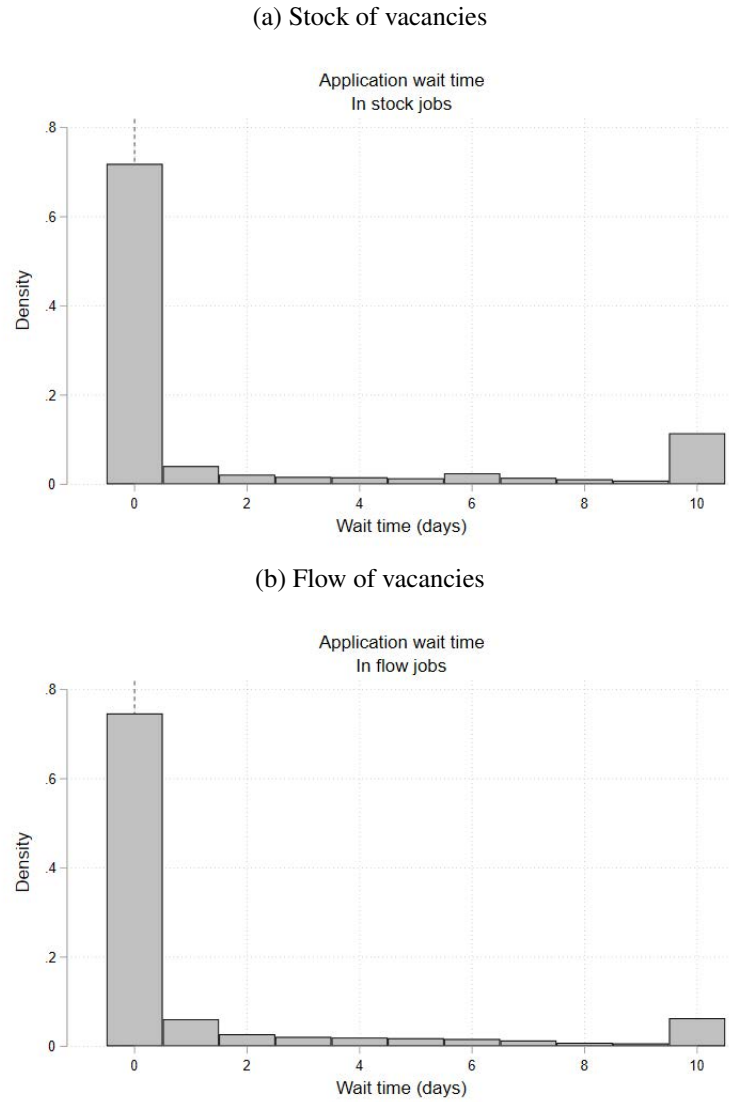 (a) Stock of vacancies
Application wait time
In stock jobs
.8
.6
.4
.2
0
Density
0 2 4 6 8 10
Wait time (days)
(b) Flow of vacancies
Application wait time
In flow jobs
.8
.6
.4
.2
0
Density
0 2 4 6 8 10
Wait time (days)